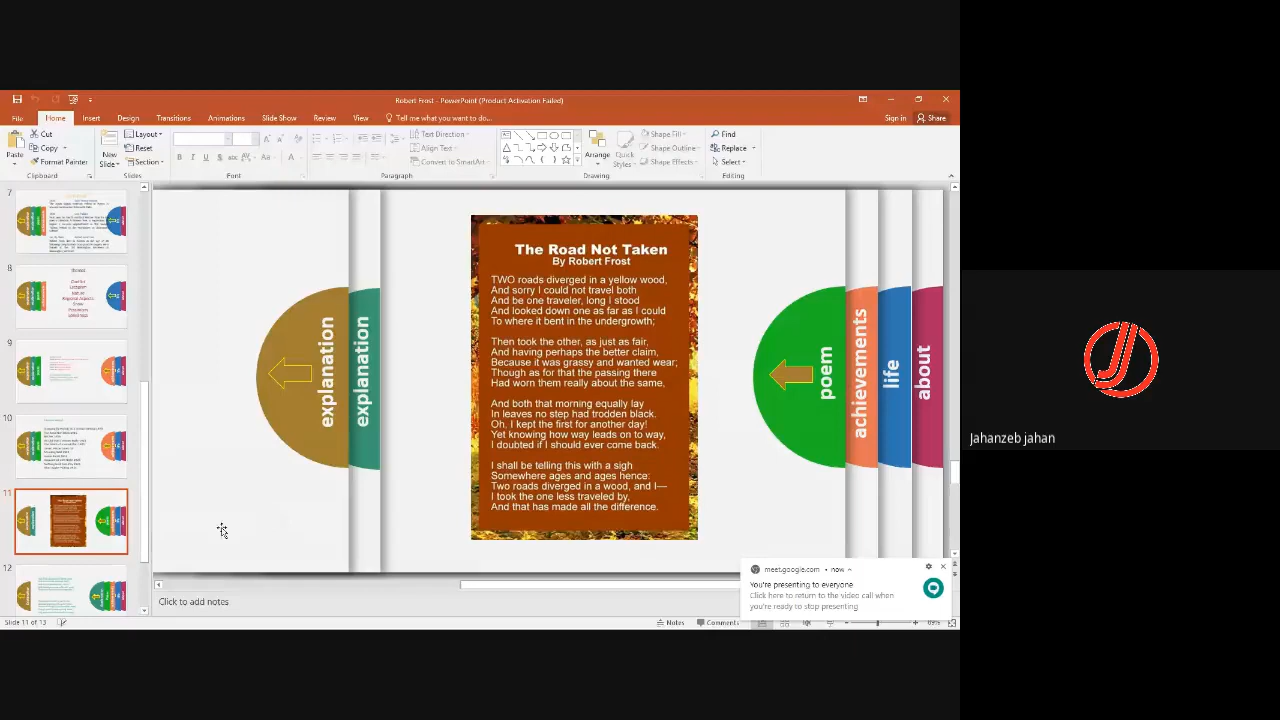 Robert Frost - PowerPoint (Product Activation Failed)
File Home Insert Design Transitions Animations Slide Show Review View Tell me what you want to do... Sign in Share
Paste
Cut
Copy
Format Painter
Clipboard
New Slide
Layout
Reset
Section
Slides
Font
Text Direction
Align Text
Convert to SmartArt
Paragraph
Arrange
Quick Styles
Shape Fill
Shape Outline
Shape Effects
Drawing
Find
Replace
Select
Editing
7
8
9
10
11
12
explanation
explanation
The Road Not Taken
By Robert Frost
TWO roads diverged in a yellow wood,
And sorry I could not travel both
And be one traveler, long I stood
And looked down one as far as I could
To where it bent in the undergrowth;
Then took the other, as just as fair,
And having perhaps the better claim,
Because it was grassy and wanted wear;
Though as for that the passing there
Had worn them really about the same,
And both that morning equally lay
In leaves no step had trodden black.
Oh, I kept the first for another day!
Yet knowing how way leads on to way,
I doubted if I should ever come back.
I shall be telling this with a sigh
Somewhere ages and ages hence:
Two roads diverged in a wood, and I—
I took the one less traveled by,
And that has made all the difference.
poem
achievements
life
about
meet.google.com • now
You're presenting to everyone
Click here to return to the video call when
you're ready to stop presenting
Click to add notes
Slide 11 of 13
Notes
Comments
Jahanzeb jahan